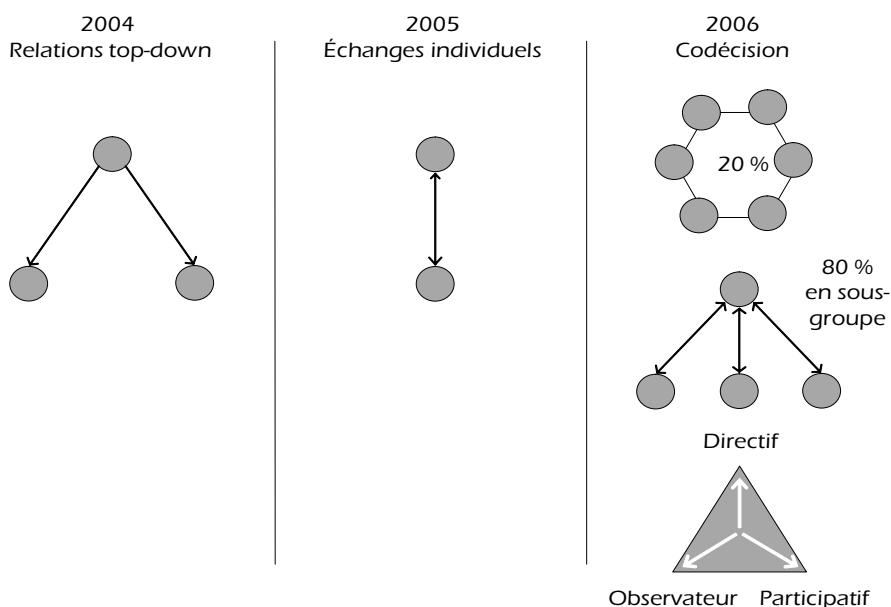 2004
Relations top-down
2005
Échanges individuels
2006
Codécision
20 %
80 %
en sous-
groupe
Directif
Observateur
Participatif